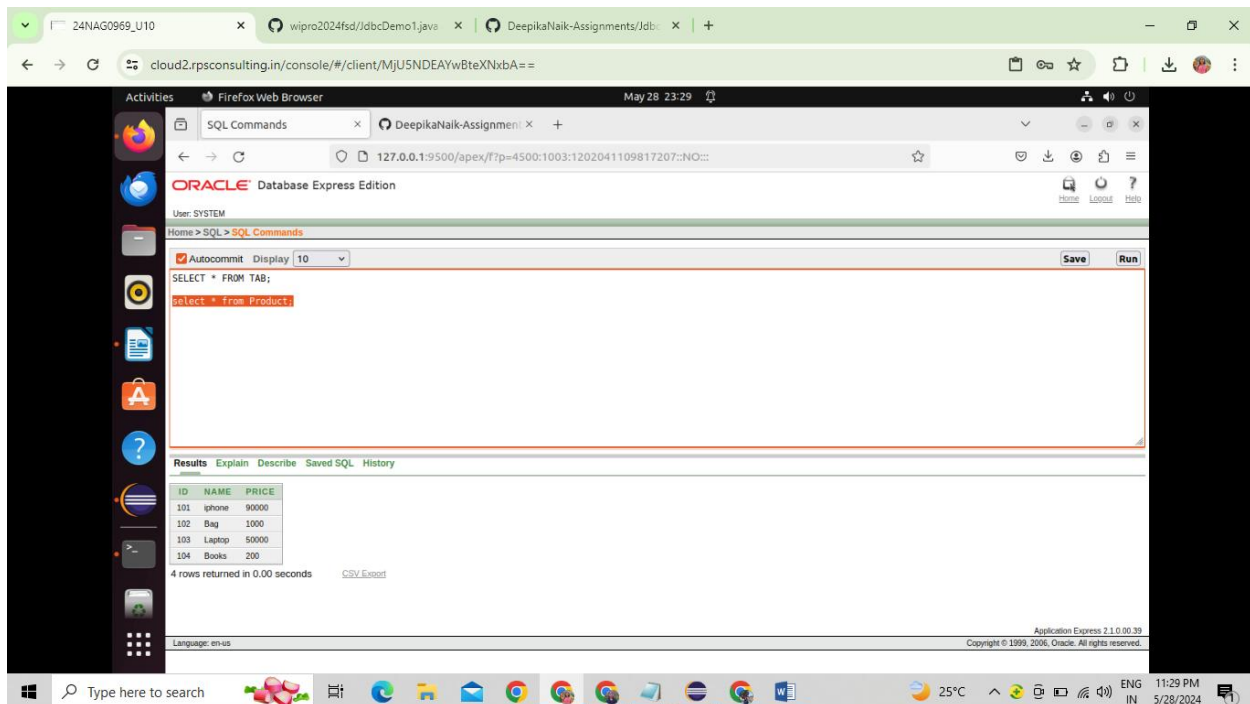 24NAG0969_U10
wipro2024fsd/JdbcDemo1.java
DeepikaNaik-Assignments/Jdbc
cloud2.rpsconsulting.in/console/#/client/MjU5NDEAYwBteXNxbA==
Activities Firefox Web Browser May 28 23:29
SQL Commands
DeepikaNaik-Assignment
127.0.0.1:9500/apex/f?p=4500:1003:1202041109817207::NO:::
ORACLE Database Express Edition
Home Logout Help
User: SYSTEM
Home > SQL > SQL Commands
Autocommit Display 10 Save Run
SELECT * FROM TAB;
select * from Product;
Results Explain Describe Saved SQL History
ID NAME PRICE
101 iphone 90000
102 Bag 1000
103 Laptop 50000
104 Books 200
4 rows returned in 0.00 seconds CSV Export
Application Express 2.1.0.00.39
Language: en-us Copyright © 1999, 2006, Oracle. All rights reserved.
Type here to search
25°C
ENG
IN
11:29 PM
5/28/2024